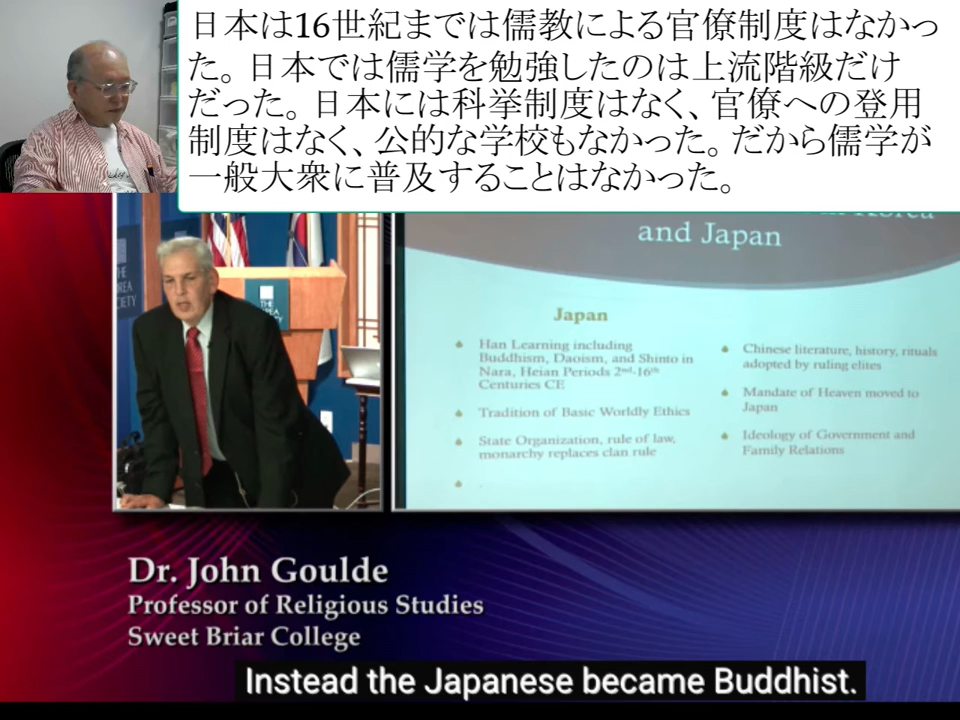 日本は16世紀までは儒教による官僚制度はなかっ
た。日本では儒学を勉強したのは上流階級だけ
だった。日本には科挙制度はなく、官僚への登用
制度はなく、公的な学校もなかった。だから儒学が
一般大衆に普及することはなかった。
in Korea
and Japan
THE
KOREA
SOCIETY
THE
KOREA
SOCIETY
Japan
Han Learning including
Buddhism, Daoism, and Shinto in
Nara, Heian Periods 2nd-16th
Centuries CE
Tradition of Basic Worldly Ethics
State Organization, rule of law,
monarchy replaces clan rule
Chinese literature, history, rituals
adopted by ruling elites
Mandate of Heaven moved to
Japan
Ideology of Government and
Family Relations
Dr. John Goulde
Professor of Religious Studies
Sweet Briar College
Instead the Japanese became Buddhist.